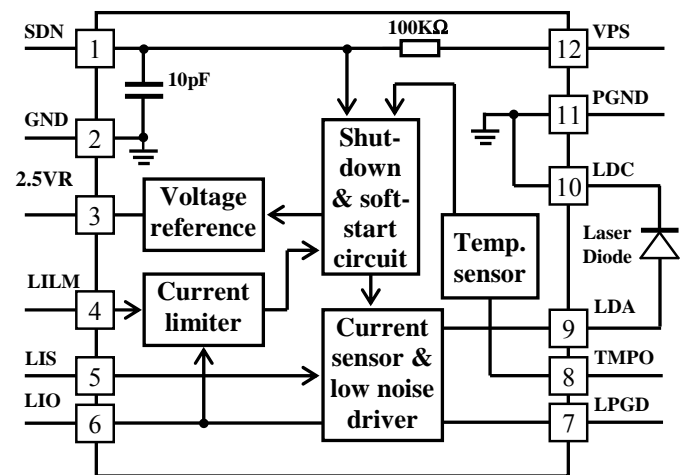 SDN
1
100KΩ
12
VPS
10pF
GND
2
PGND
11
2.5VR
3
Voltage
reference
Shut-
down
& soft-
start
circuit
Temp.
sensor
10
LDC
Laser
Diode
LILM
4
Current
limiter
Current
sensor &
low noise
driver
9
LDA
LIS
5
8
TMPO
LIO
6
7
LPGD